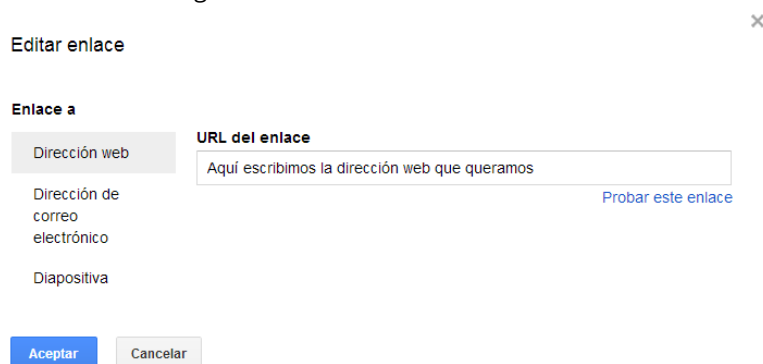 Editar enlace
Enlace a
Dirección web
Dirección de
correo
electrónico
Diapositiva
URL del enlace
Aquí escribimos la dirección web que queramos
Probar este enlace
Aceptar
Cancelar